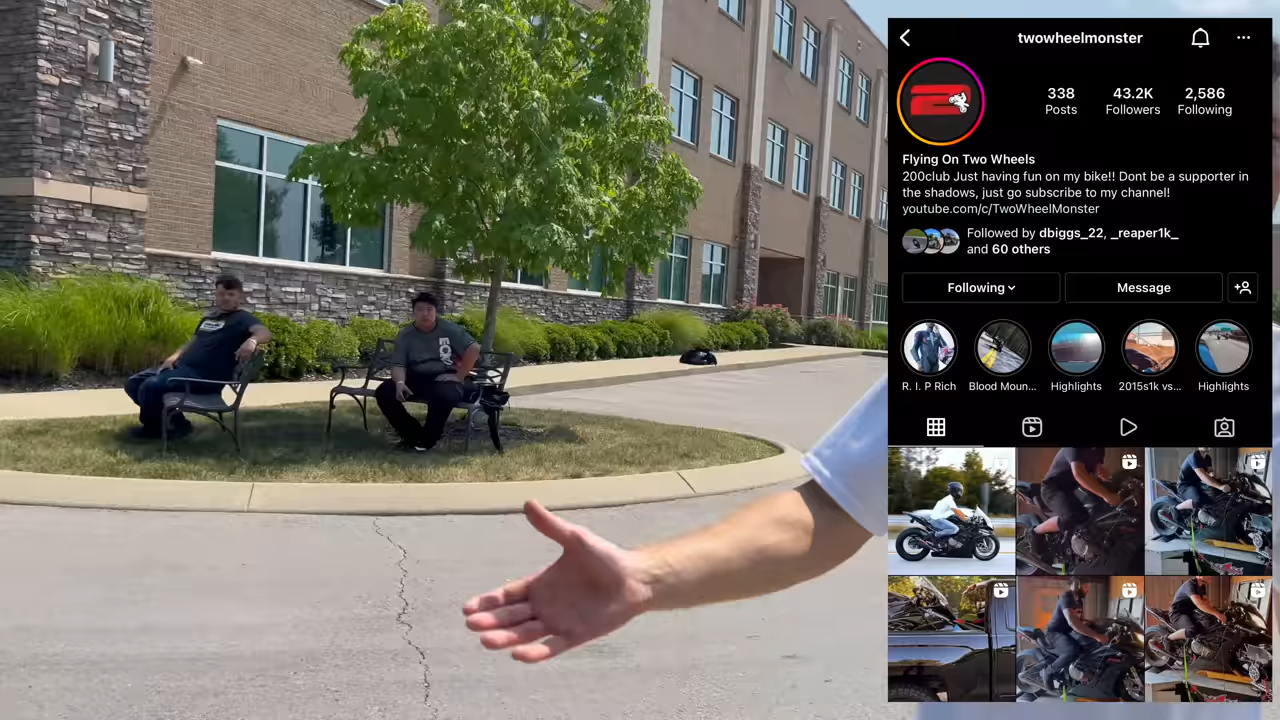 twowheelmonster
338
Posts
43.2K
Followers
2,586
Following
Flying On Two Wheels
200club Just having fun on my bike!! Dont be a supporter in
the shadows, just go subscribe to my channel!
youtube.com/c/TwoWheelMonster
Followed by dbiggs_22, _reaper1k_
and 60 others
Following
Message
R. I. P Rich
Blood Moun...
Highlights
2015s1k vs...
Highlights